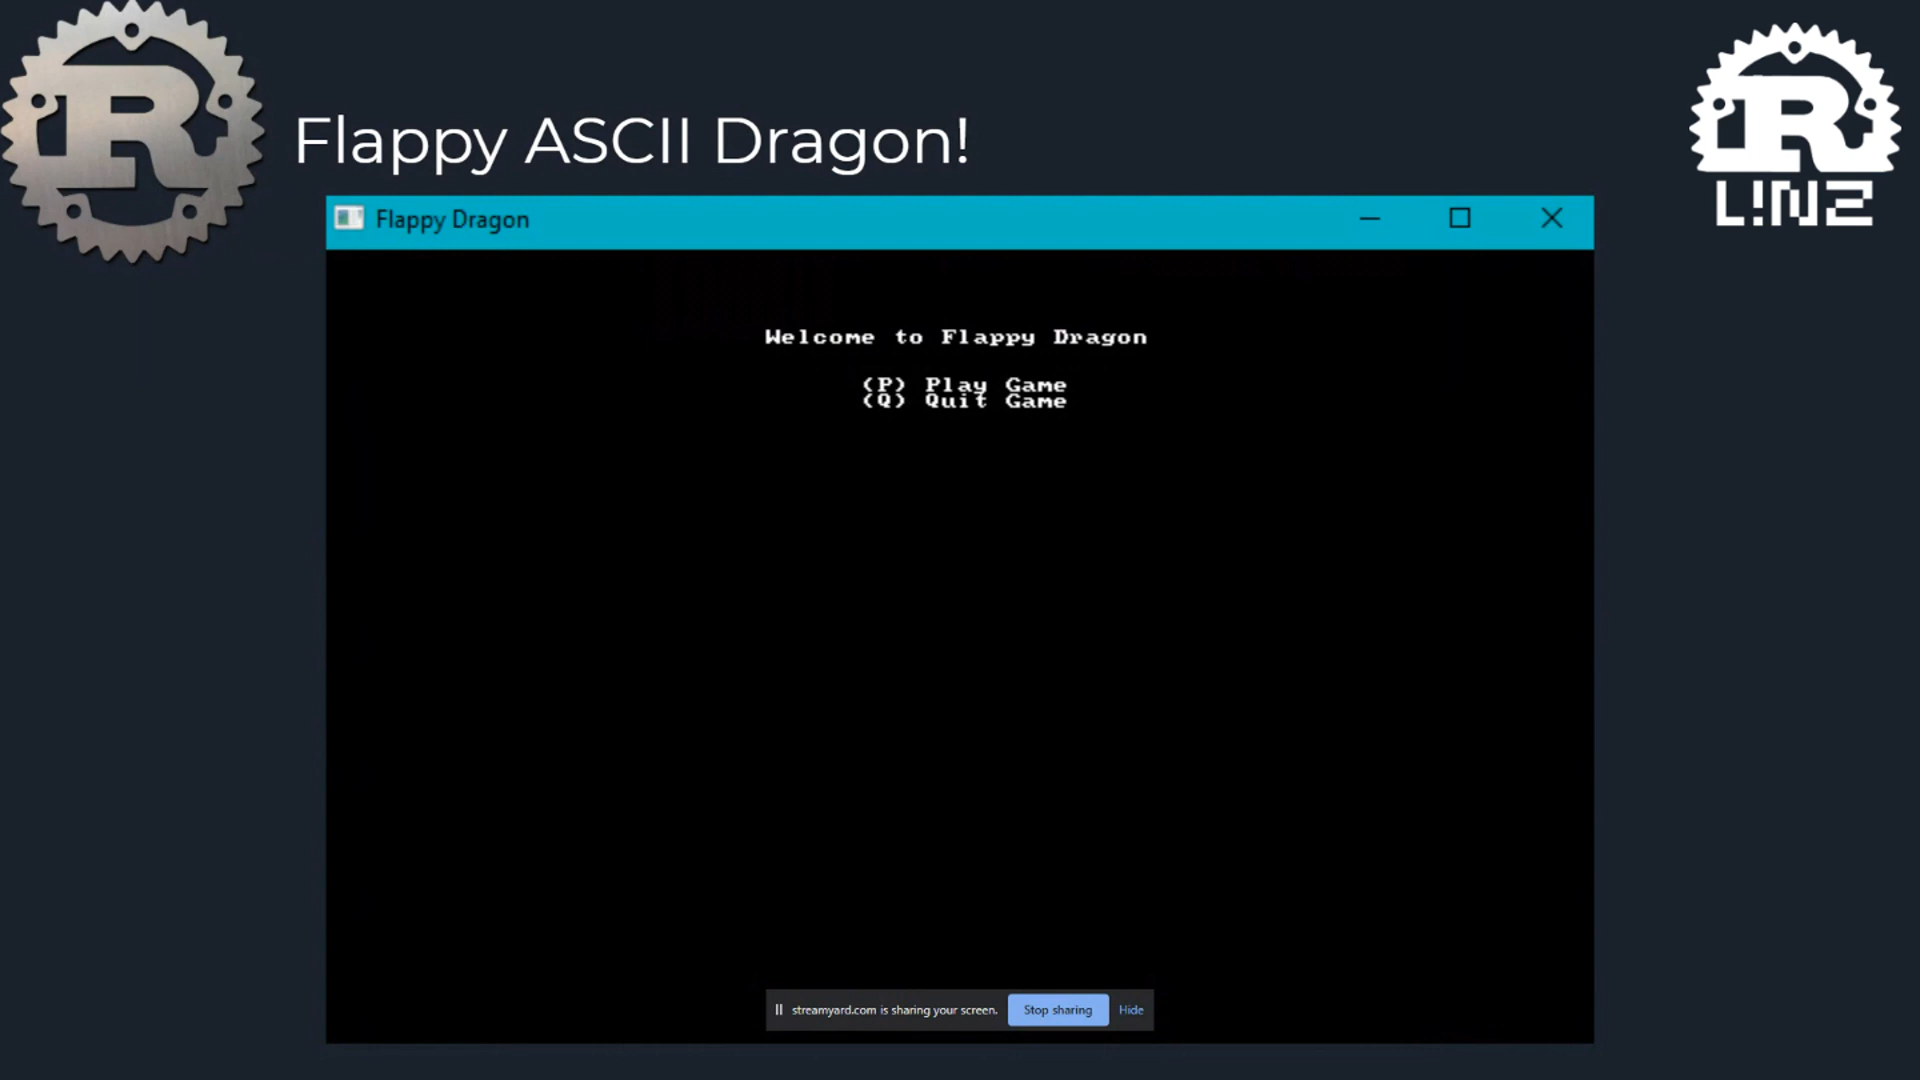 Flappy ASCII Dragon!
R
R
L!NZ
Flappy Dragon
Welcome to Flappy Dragon
(P) Play Game
(Q) Quit Game
streamyard.com is sharing your screen.
Stop sharing
Hide